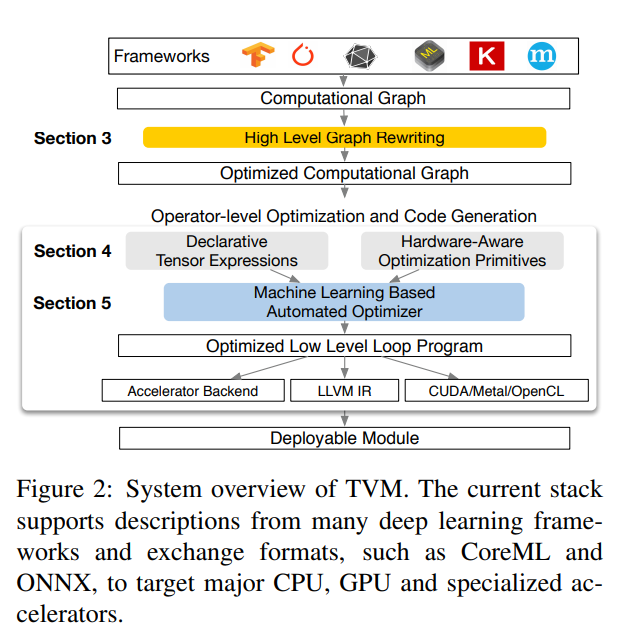 Frameworks
ML
K
m
Computational Graph
Section 3
High Level Graph Rewriting
Optimized Computational Graph
Operator-level Optimization and Code Generation
Section 4
Declarative
Tensor Expressions
Hardware-Aware
Optimization Primitives
Section 5
Machine Learning Based
Automated Optimizer
Optimized Low Level Loop Program
Accelerator Backend
LLVM IR
CUDA/Metal/OpenCL
Deployable Module
Figure 2: System overview of TVM. The current stack
supports descriptions from many deep learning frame-
works and exchange formats, such as CoreML and
ONNX, to target major CPU, GPU and specialized ac-
celerators.